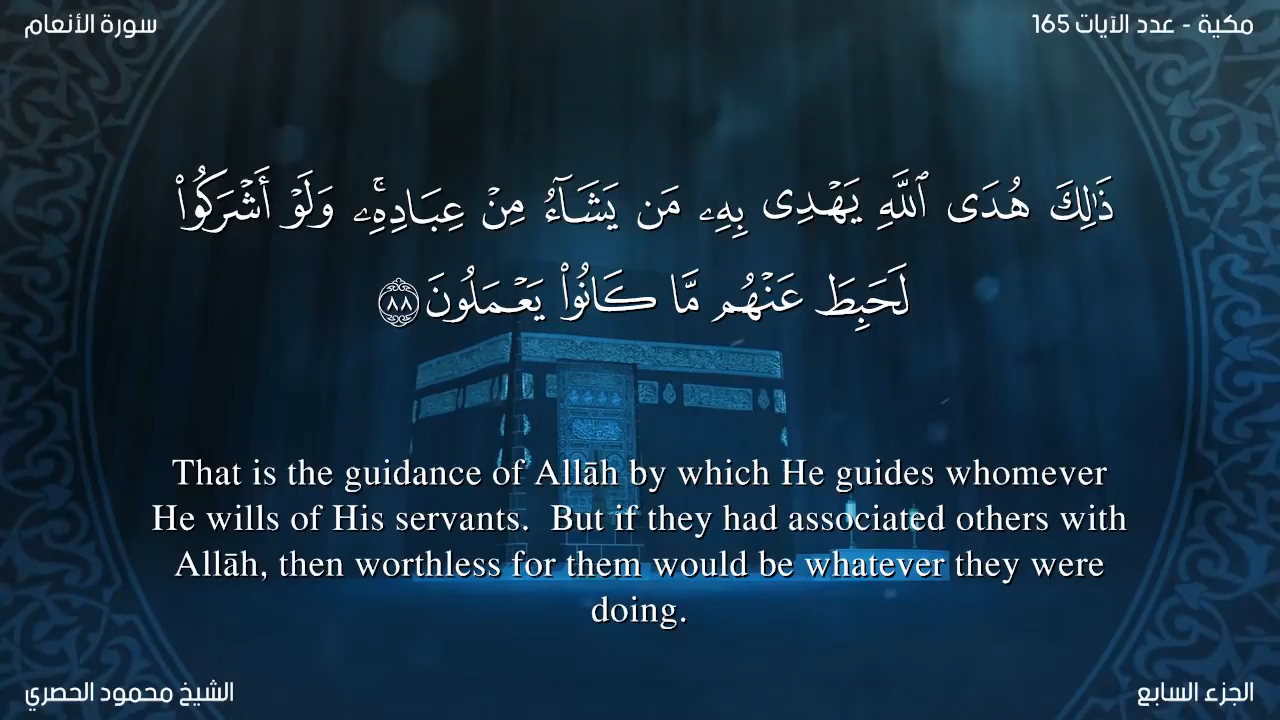 سورة الأنعام
مكية - عدد الآيات 165
ذَٰلِكَ هُدَى ٱللَّهِ يَهْدِى بِهِۦ مَن يَشَآءُ مِنْ عِبَادِهِۦ ۚ وَلَوْ أَشْرَكُوا۟
لَحَبِطَ عَنْهُم مَّا كَانُوا۟ يَعْمَلُونَ ٨٨
That is the guidance of Allāh by which He guides whomever
He wills of His servants.  But if they had associated others with
Allāh, then worthless for them would be whatever they were
doing.
الشيخ محمود الحصري
الجزء السابع